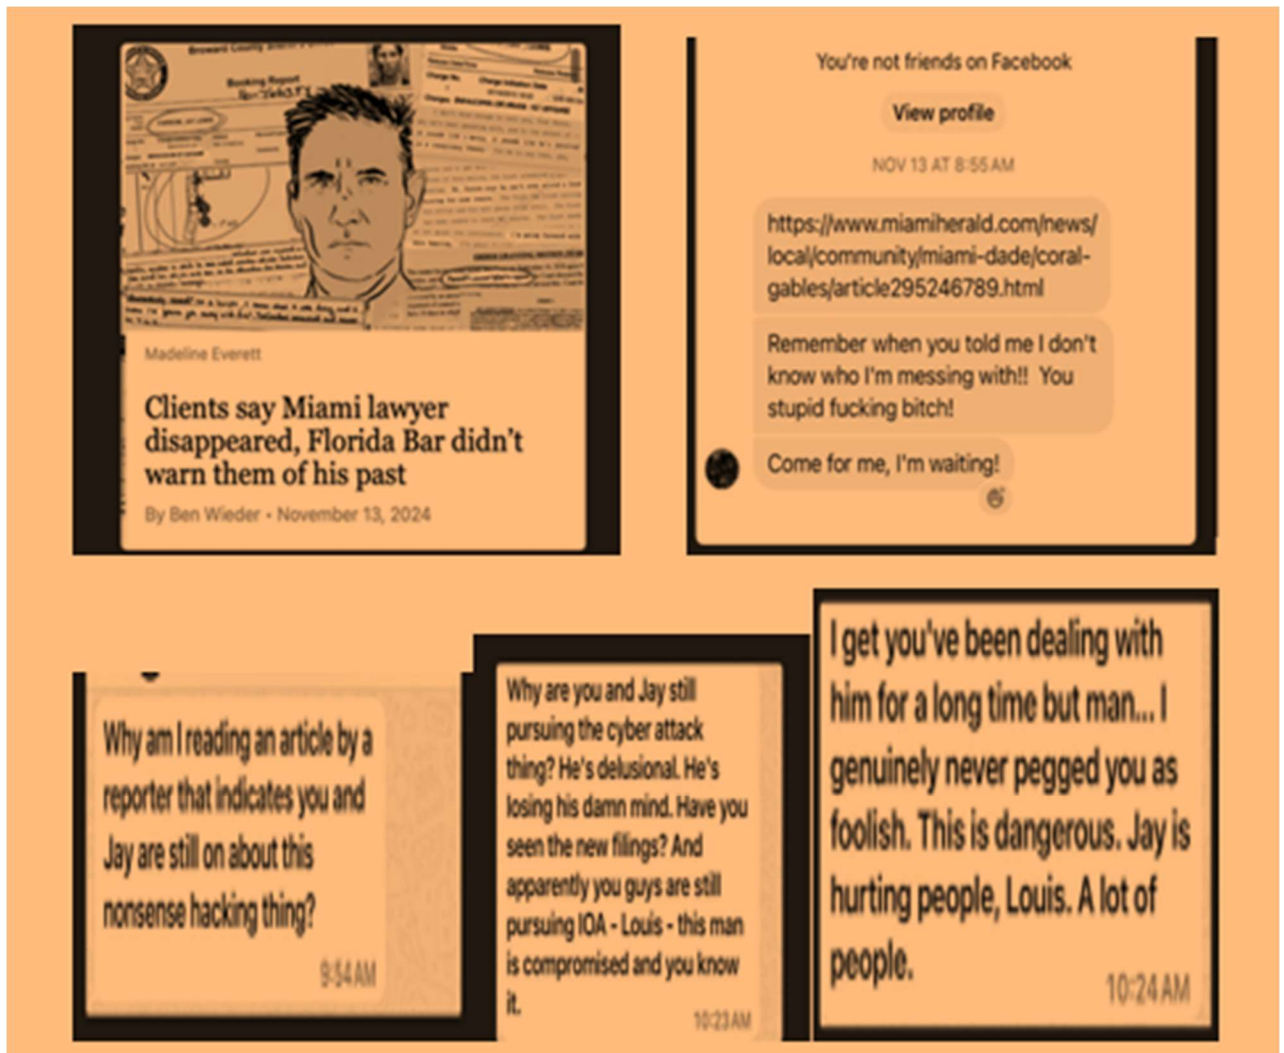 Broward County
Booking Report
Madeline Everett
Clients say Miami lawyer
disappeared, Florida Bar didn't
warn them of his past
By Ben Wieder • November 13, 2024
You're not friends on Facebook
View profile
NOV 13 AT 8:55 AM
https://www.miamiherald.com/news/
local/community/miami-dade/coral-
gables/article295246789.html
Remember when you told me I don't
know who I'm messing with!! You
stupid fucking bitch!
Come for me, I'm waiting!
Why am I reading an article by a
reporter that indicates you and
Jay are still on about this
nonsense hacking thing?
9:54 AM
Why are you and Jay still
pursuing the cyber attack
thing? He's delusional. He's
losing his damn mind. Have you
seen the new filings? And
apparently you guys are still
pursuing IOA - Louis - this man
is compromised and you know
it.
10:23 AM
I get you've been dealing with
him for a long time but man... I
genuinely never pegged you as
foolish. This is dangerous. Jay is
hurting people, Louis. A lot of
people.
10:24 AM